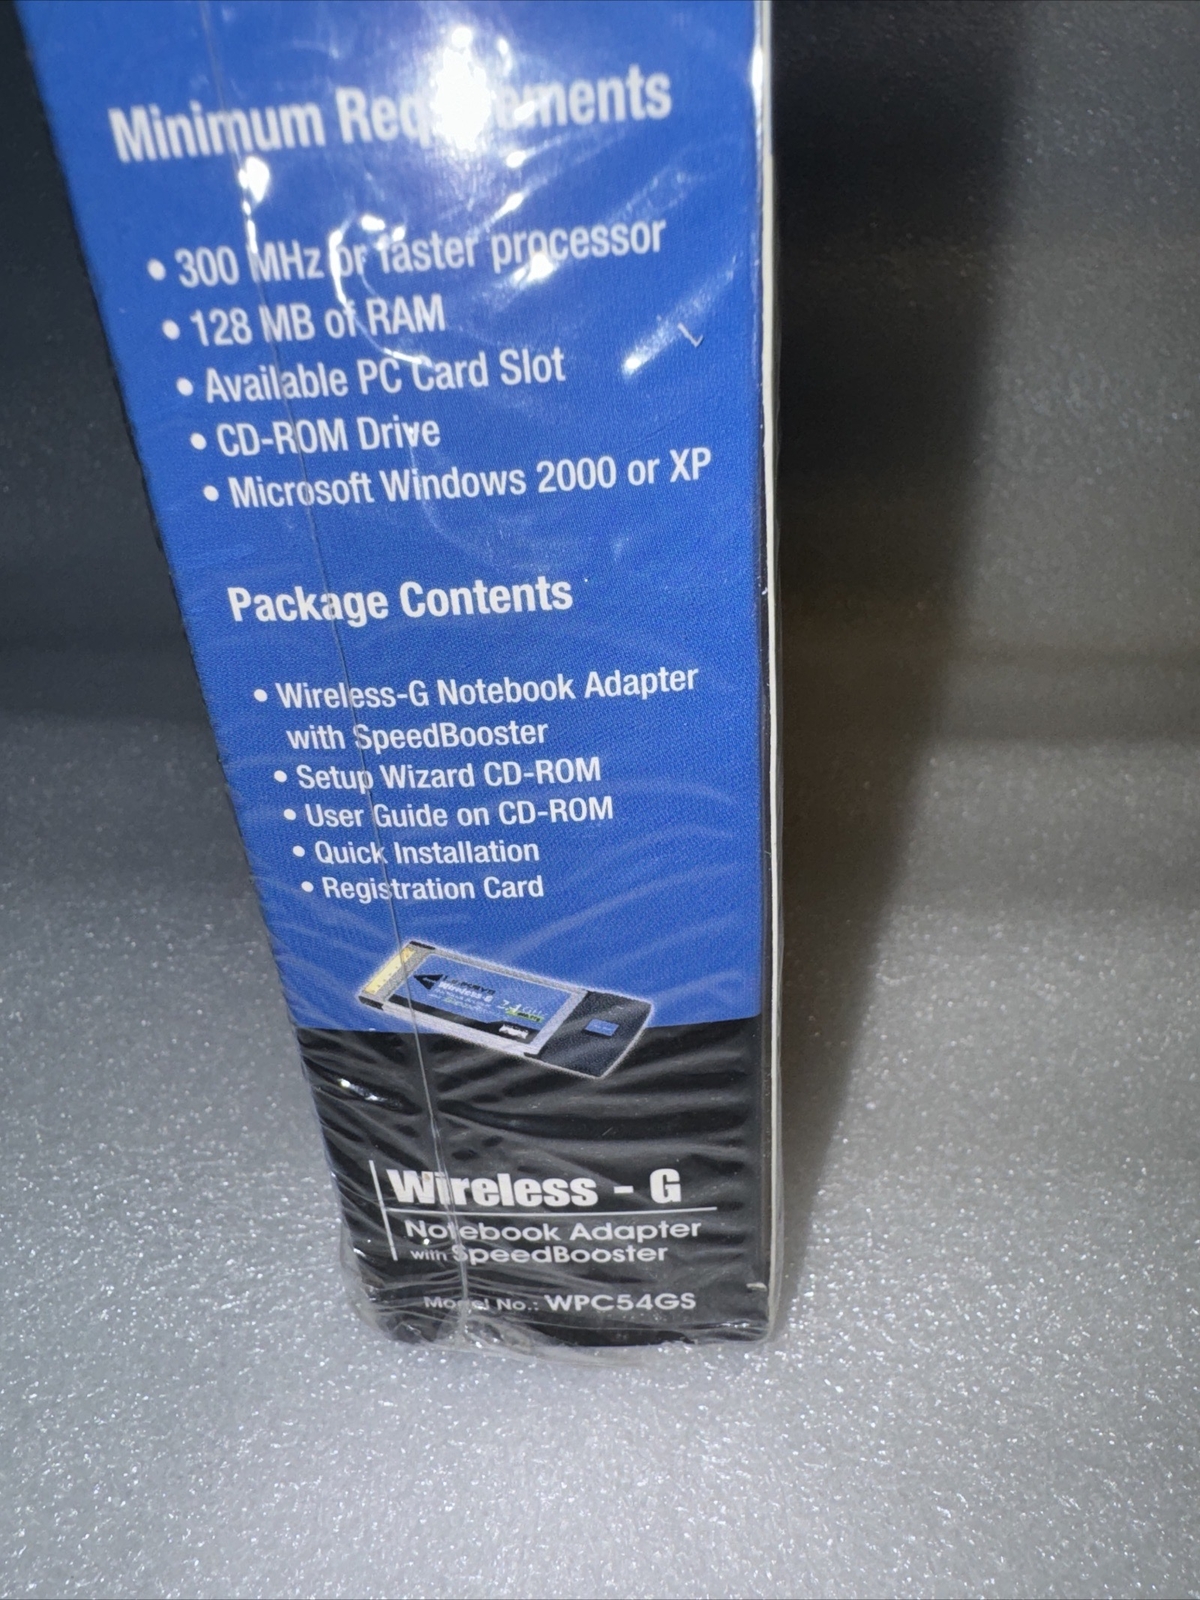 Minimum Requirements
• 300 MHz or faster processor
• 128 MB of RAM
• Available PC Card Slot
• CD-ROM Drive
• Microsoft Windows 2000 or XP
Package Contents
• Wireless-G Notebook Adapter
with SpeedBooster
• Setup Wizard CD-ROM
• User Guide on CD-ROM
• Quick Installation
• Registration Card
Wireless-G
Wireless - G
Notebook Adapter
with SpeedBooster
Model No.: WPC54GS